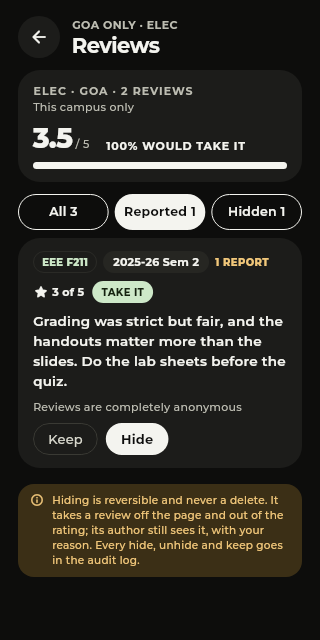 GOA ONLY · ELEC
Reviews
ELEC · GOA · 2 REVIEWS
This campus only
3.5 / 5 100% WOULD TAKE IT
All 3 Reported 1 Hidden 1
EEE F211 2025-26 Sem 2 1 REPORT
3 of 5 TAKE IT
Grading was strict but fair, and the
handouts matter more than the
slides. Do the lab sheets before the
quiz.
Reviews are completely anonymous
Keep Hide
Hiding is reversible and never a delete. It
takes a review off the page and out of the
rating; its author still sees it, with your
reason. Every hide, unhide and keep goes
in the audit log.